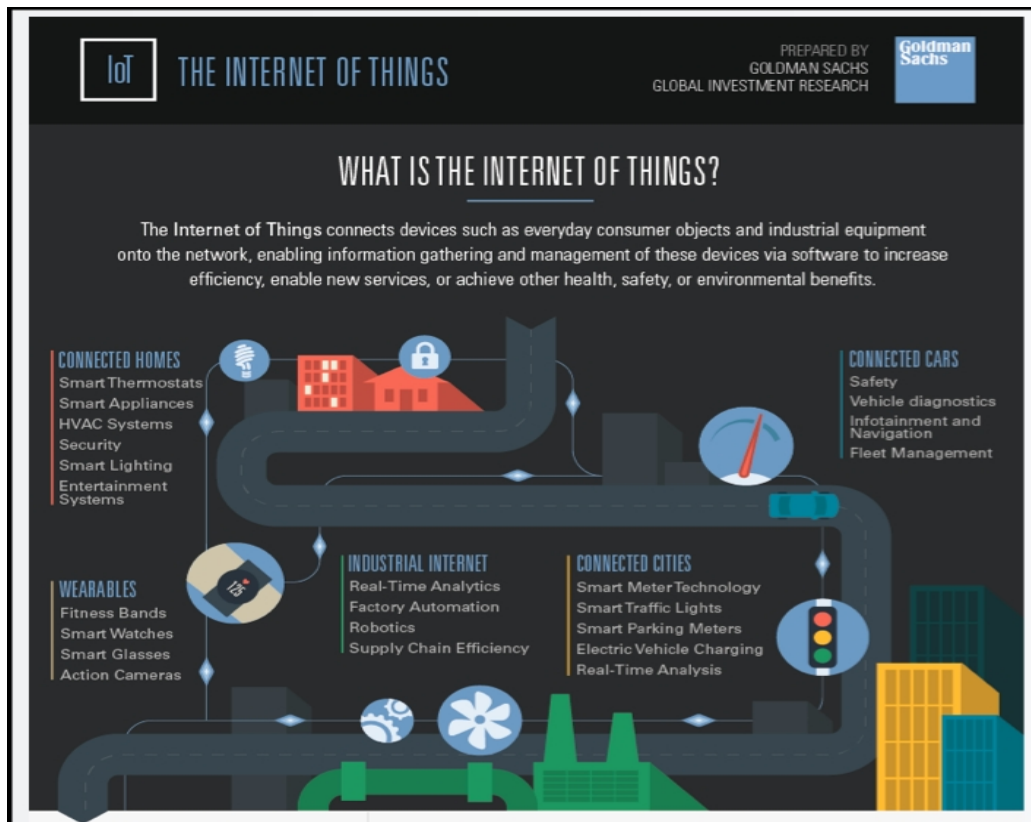 IoT
THE INTERNET OF THINGS
PREPARED BY
GOLDMAN SACHS
GLOBAL INVESTMENT RESEARCH
Goldman
Sachs
WHAT IS THE INTERNET OF THINGS?
The Internet of Things connects devices such as everyday consumer objects and industrial equipment
onto the network, enabling information gathering and management of these devices via software to increase
efficiency, enable new services, or achieve other health, safety, or environmental benefits.
CONNECTED HOMES
Smart Thermostats
Smart Appliances
HVAC Systems
Security
Smart Lighting
Entertainment
Systems
CONNECTED CARS
Safety
Vehicle diagnostics
Infotainment and
Navigation
Fleet Management
WEARABLES
Fitness Bands
Smart Watches
Smart Glasses
Action Cameras
125
INDUSTRIAL INTERNET
Real-Time Analytics
Factory Automation
Robotics
Supply Chain Efficiency
CONNECTED CITIES
Smart Meter Technology
Smart Traffic Lights
Smart Parking Meters
Electric Vehicle Charging
Real-Time Analysis